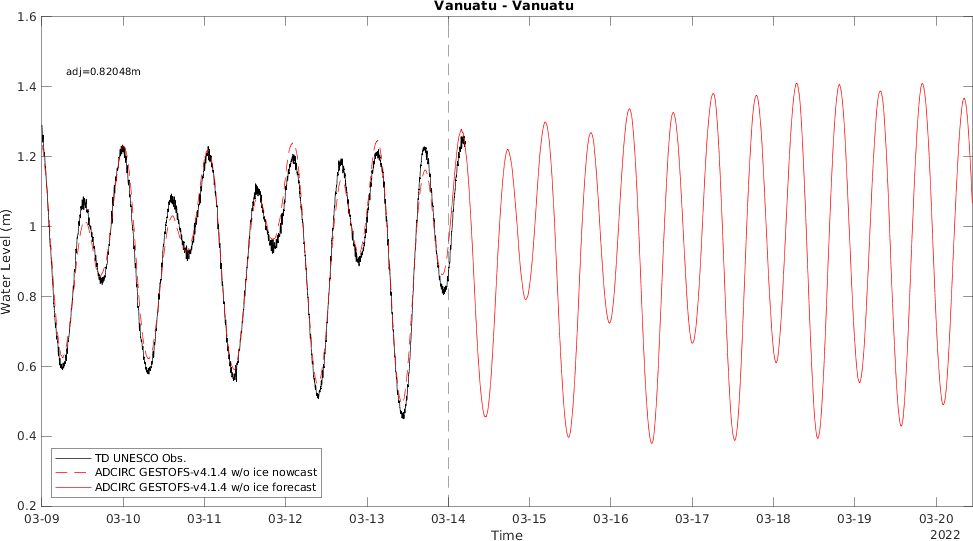 Vanuatu - Vanuatu
1.6
1.4
1.2
1
0.8
0.6
0.4
0.2
Water Level (m)
adj=0.82048m
TD UNESCO Obs.
ADCIRC GESTOFS-v4.1.4 w/o ice nowcast
ADCIRC GESTOFS-v4.1.4 w/o ice forecast
03-09 03-10 03-11 03-12 03-13 03-14 03-15 03-16 03-17 03-18 03-19 03-20
2022
Time